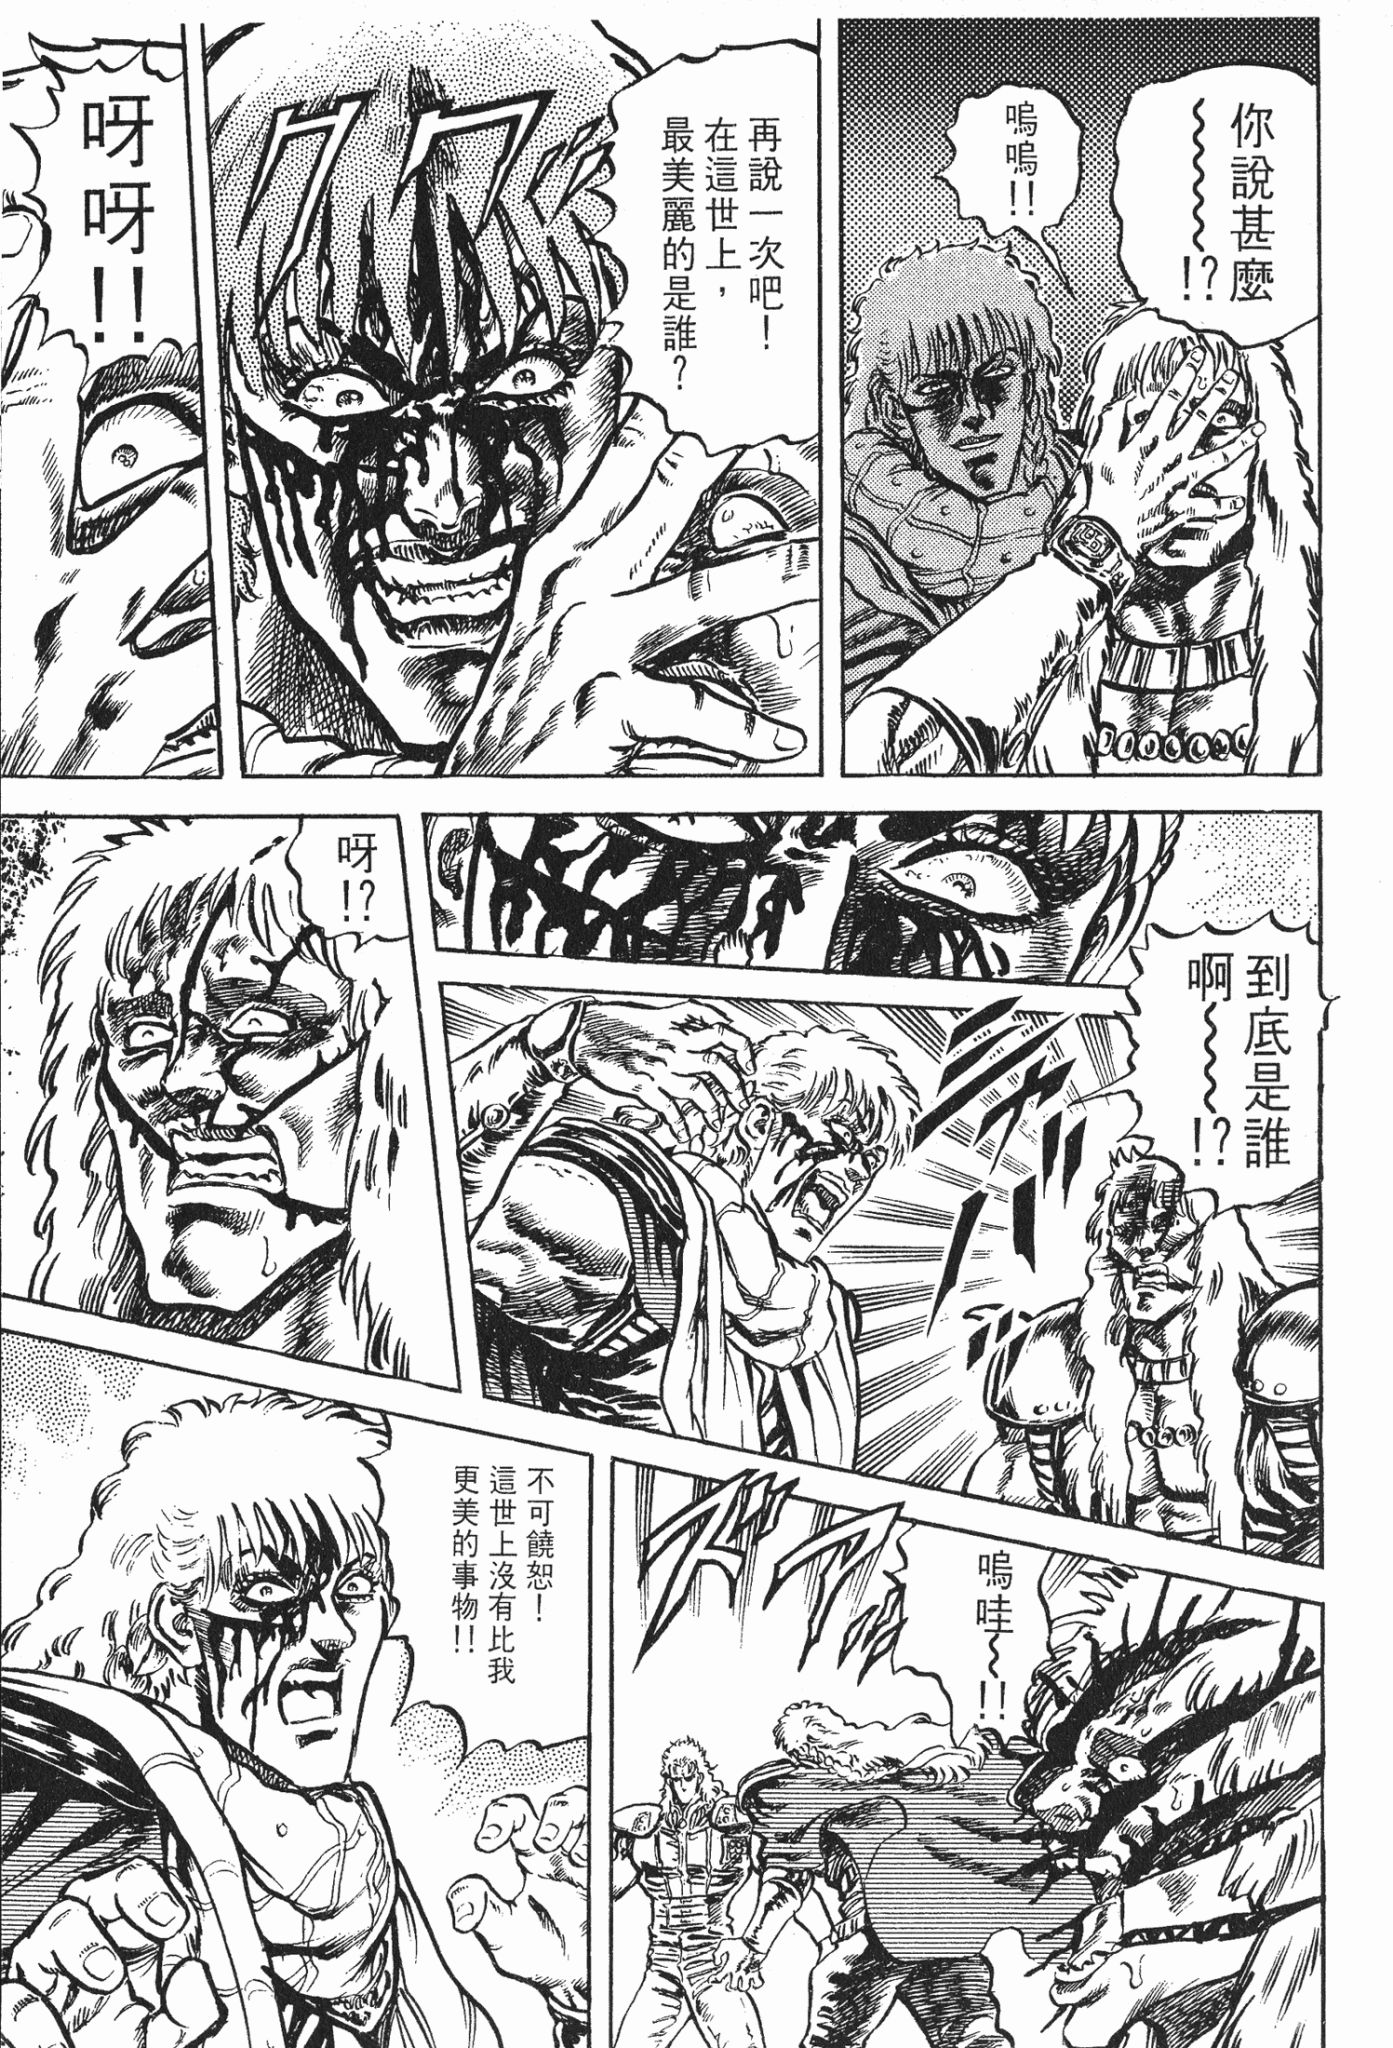 你說甚麼
～～～!?
嗚嗚!!
再說一次吧！
在這世上，
最美麗的是誰？
呀呀!!
到底是誰
啊～～～!?
呀!?
嗚哇～!!
不可饒恕！
這世上沒有比我
更美的事物!!